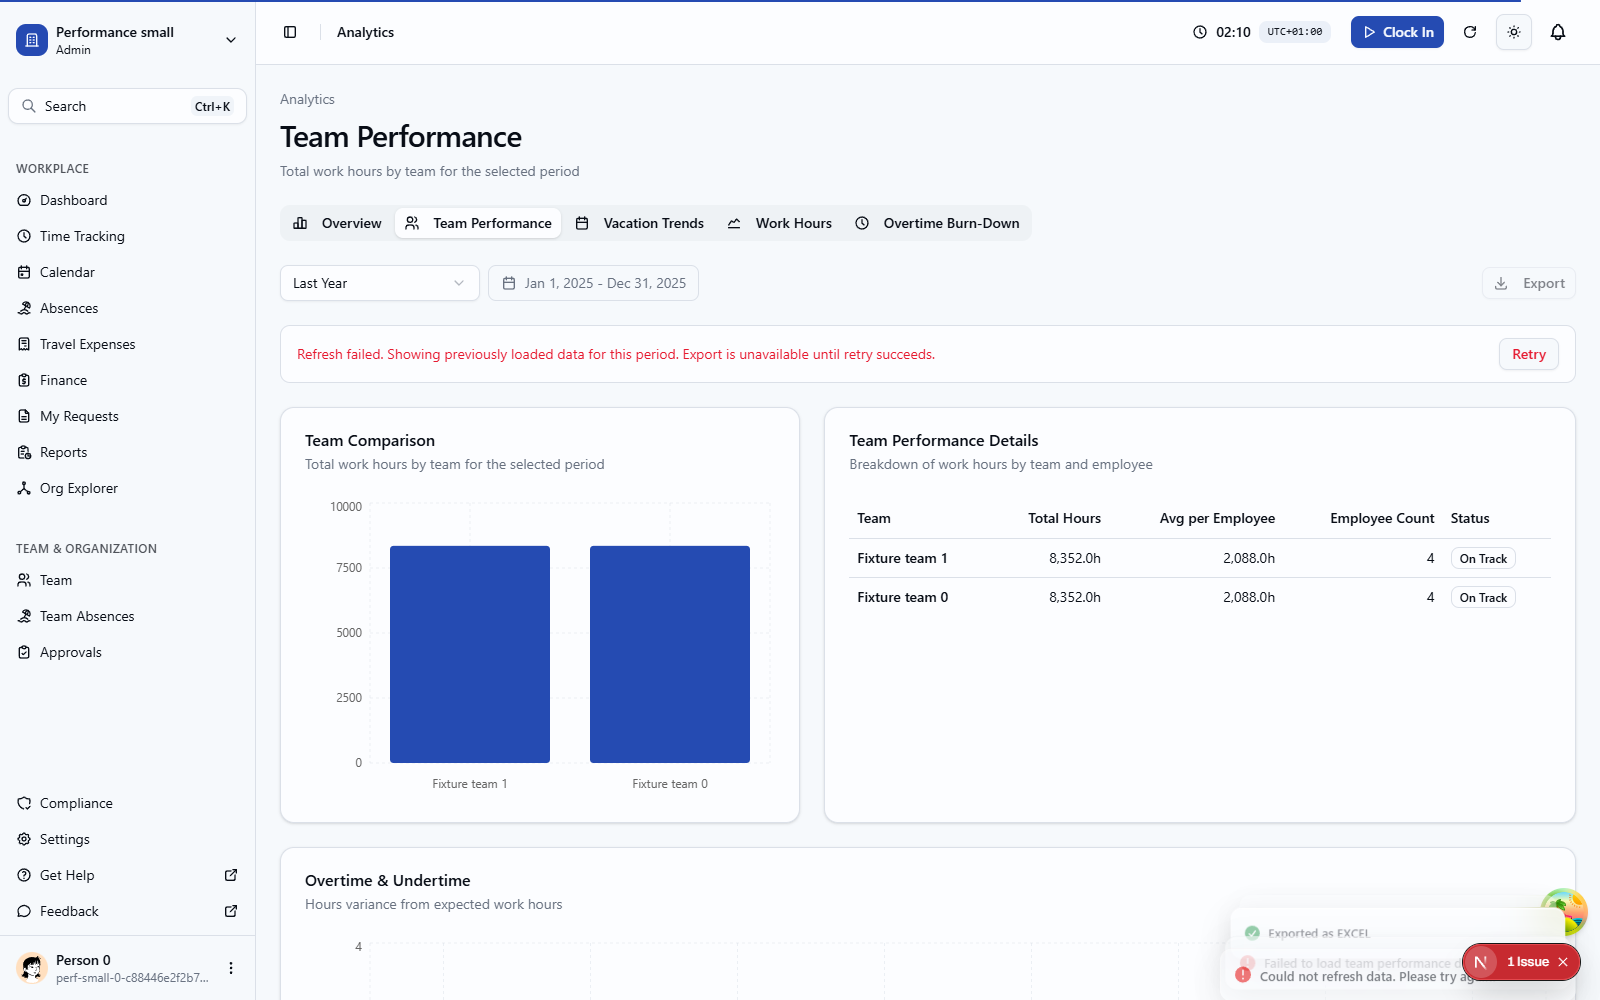 Performance small
Admin
Search
Ctrl+K
WORKPLACE
Dashboard
Time Tracking
Calendar
Absences
Travel Expenses
Finance
My Requests
Reports
Org Explorer
TEAM & ORGANIZATION
Team
Team Absences
Approvals
Compliance
Settings
Get Help
Feedback
Person 0
perf-small-0-c88446e2f2b7...
Analytics
02:10
UTC+01:00
Clock In
Analytics
Team Performance
Total work hours by team for the selected period
Overview
Team Performance
Vacation Trends
Work Hours
Overtime Burn-Down
Last Year
Jan 1, 2025 - Dec 31, 2025
Export
Refresh failed. Showing previously loaded data for this period. Export is unavailable until retry succeeds.
Retry
Team Comparison
Total work hours by team for the selected period
10000
7500
5000
2500
0
Fixture team 1
Fixture team 0
Team Performance Details
Breakdown of work hours by team and employee
Team Total Hours Avg per Employee Employee Count Status
Fixture team 1 8,352.0h 2,088.0h 4 On Track
Fixture team 0 8,352.0h 2,088.0h 4 On Track
Overtime & Undertime
Hours variance from expected work hours
4
Exported as EXCEL
Failed to load team performance
Could not refresh data. Please try
N
1 Issue